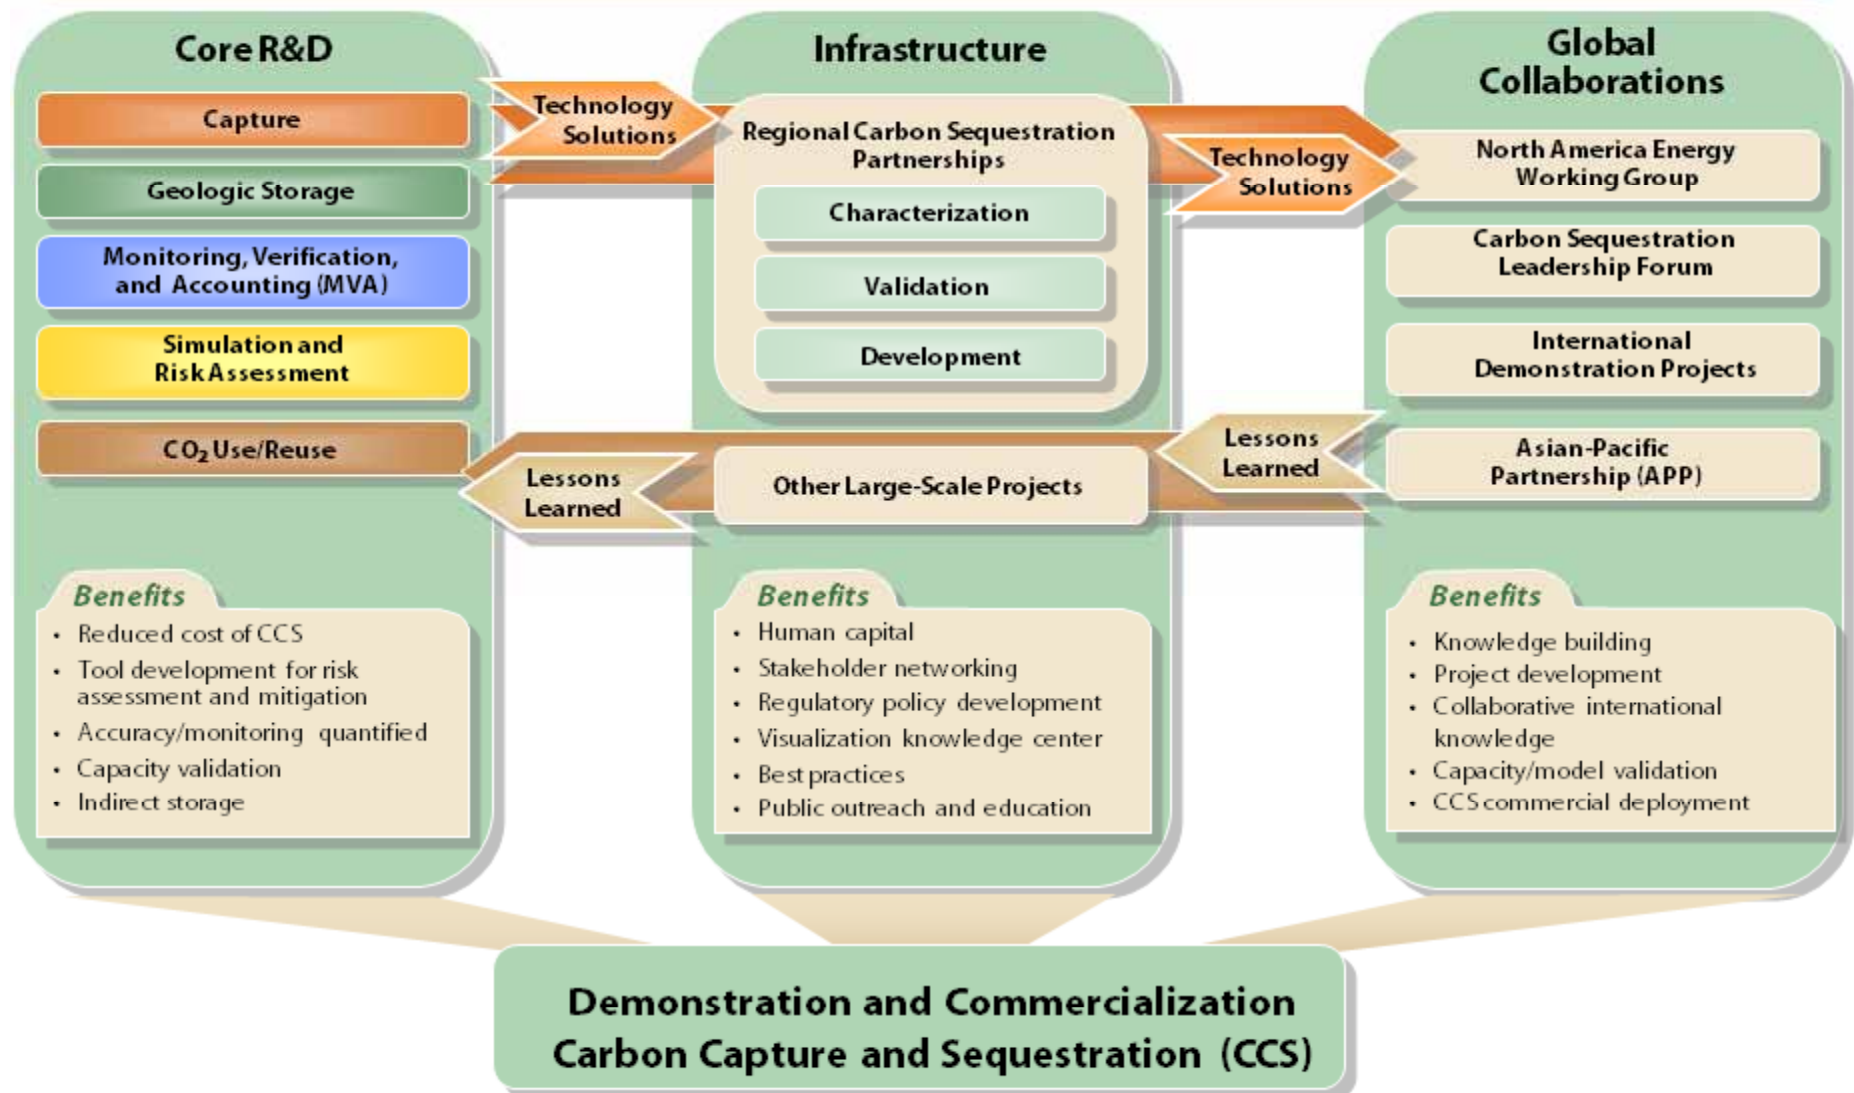 Core R&D
Capture
Geologic Storage
Monitoring, Verification,
and Accounting (MVA)
Simulation and
Risk Assessment
CO₂ Use/Reuse
Benefits
• Reduced cost of CCS
• Tool development for risk
assessment and mitigation
• Accuracy/monitoring quantified
• Capacity validation
• Indirect storage
Technology
Solutions
Lessons
Learned
Infrastructure
Regional Carbon Sequestration
Partnerships
Characterization
Validation
Development
Other Large-Scale Projects
Benefits
• Human capital
• Stakeholder networking
• Regulatory policy development
• Visualization knowledge center
• Best practices
• Public outreach and education
Technology
Solutions
Lessons
Learned
Global
Collaborations
North America Energy
Working Group
Carbon Sequestration
Leadership Forum
International
Demonstration Projects
Asian-Pacific
Partnership (APP)
Benefits
• Knowledge building
• Project development
• Collaborative international
knowledge
• Capacity/model validation
• CCS commercial deployment
Demonstration and Commercialization
Carbon Capture and Sequestration (CCS)